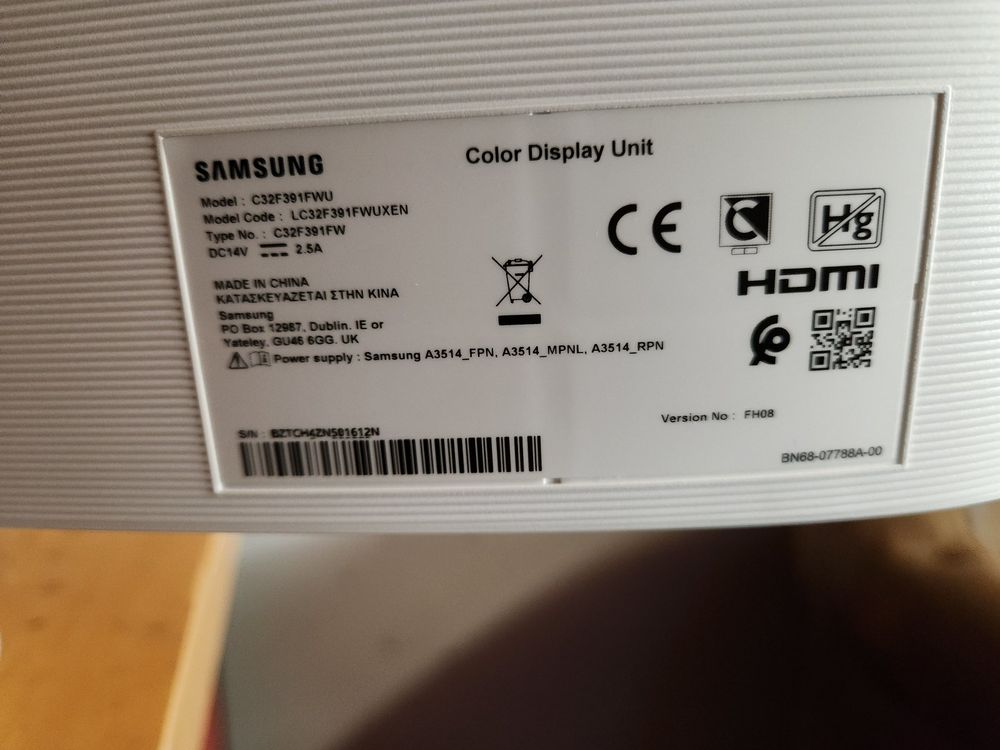 SAMSUNG
Color Display Unit
Model : C32F391FWU
Model Code : LC32F391FWUXEN
Type No. : C32F391FW
DC14V 2.5A
MADE IN CHINA
ΚΑΤΑΣΚΕΥΑΖΕΤΑΙ ΣΤΗΝ ΚΙΝΑ
Samsung
PO Box 12987, Dublin. IE or
Yateley, GU46 6GG. UK
Power supply : Samsung A3514_FPN, A3514_MPNL, A3514_RPN
CE
Hg
HDMI
Version No : FH08
S/N : BZTCH4ZN501612N
BN68-07788A-00